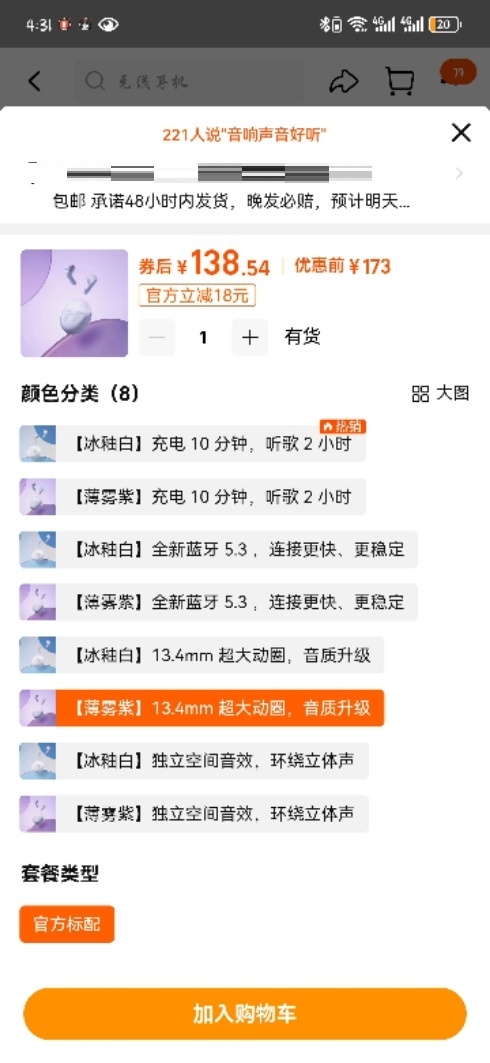 4:31
4G 4G 20
无线耳机
221人说"音响声音好听"
包邮 承诺48小时内发货，晚发必赔，预计明天...
券后 ¥138.54 优惠前 ¥173
官方立减18元
1 有货
颜色分类（8） 大图
热销
【冰釉白】充电 10 分钟，听歌 2 小时
【薄雾紫】充电 10 分钟，听歌 2 小时
【冰釉白】全新蓝牙 5.3 ，连接更快、更稳定
【薄雾紫】全新蓝牙 5.3 ，连接更快、更稳定
【冰釉白】13.4mm 超大动圈，音质升级
【薄雾紫】13.4mm 超大动圈，音质升级
【冰釉白】独立空间音效，环绕立体声
【薄雾紫】独立空间音效，环绕立体声
套餐类型
官方标配
加入购物车